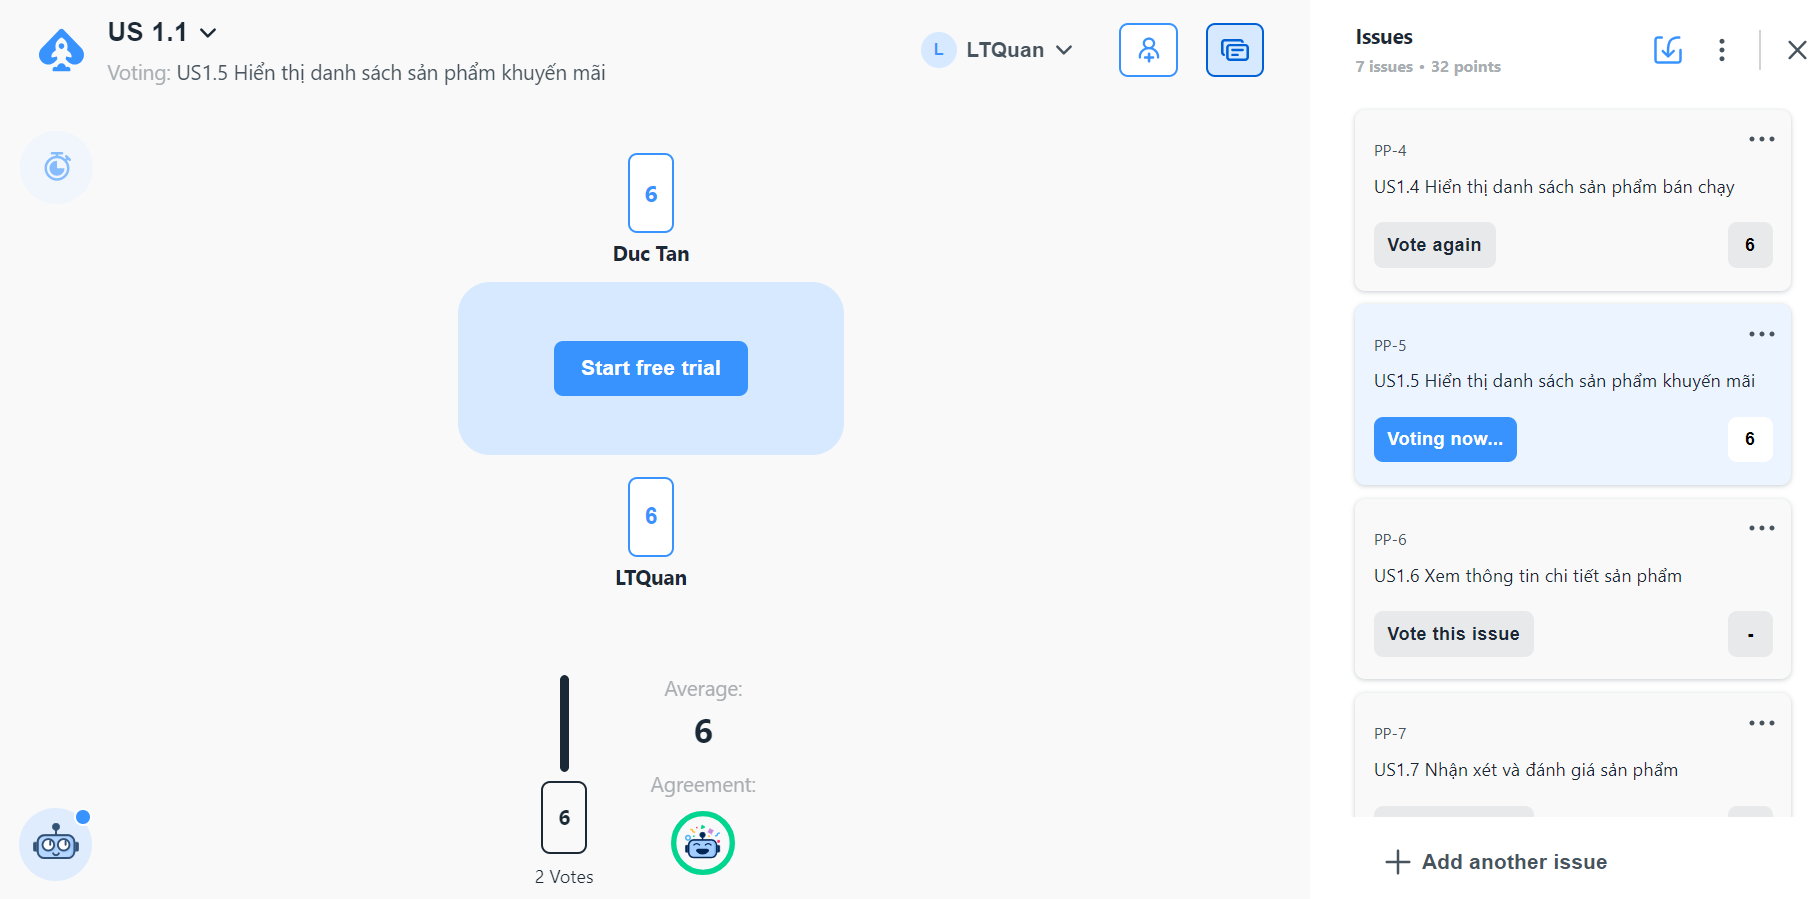 US 1.1
Voting: US1.5 Hiển thị danh sách sản phẩm khuyến mãi
L LTQuan
6
Duc Tan
Start free trial
6
LTQuan
6
2 Votes
Average:
6
Agreement:
Issues
7 issues • 32 points
PP-4
US1.4 Hiển thị danh sách sản phẩm bán chạy
Vote again 6
PP-5
US1.5 Hiển thị danh sách sản phẩm khuyến mãi
Voting now... 6
PP-6
US1.6 Xem thông tin chi tiết sản phẩm
Vote this issue -
PP-7
US1.7 Nhận xét và đánh giá sản phẩm
Add another issue